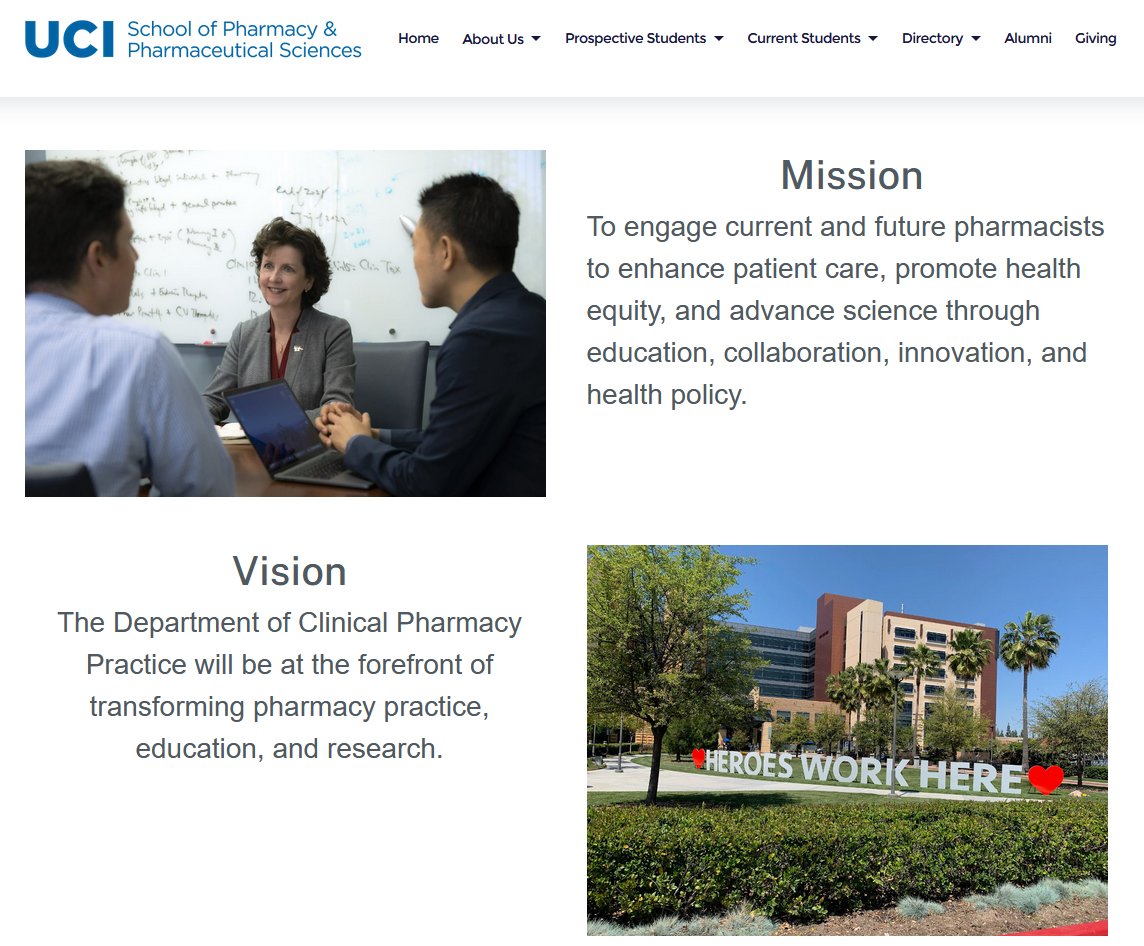 UCI School of Pharmacy &
Pharmaceutical Sciences
Home About Us Prospective Students Current Students Directory Alumni Giving
Mission
To engage current and future pharmacists
to enhance patient care, promote health
equity, and advance science through
education, collaboration, innovation, and
health policy.
Vision
The Department of Clinical Pharmacy
Practice will be at the forefront of
transforming pharmacy practice,
education, and research.
HEROES WORK HERE